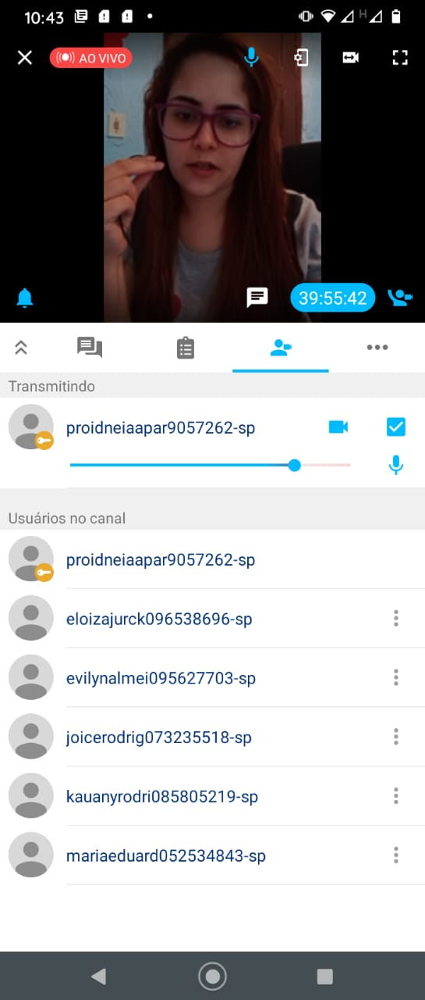 10:43
H
AO VIVO
39:55:42
Transmitindo
proidneiaapar9057262-sp
Usuários no canal
proidneiaapar9057262-sp
eloizajurck096538696-sp
evilynalmei095627703-sp
joicerodrig073235518-sp
kauanyrodri085805219-sp
mariaeduard052534843-sp